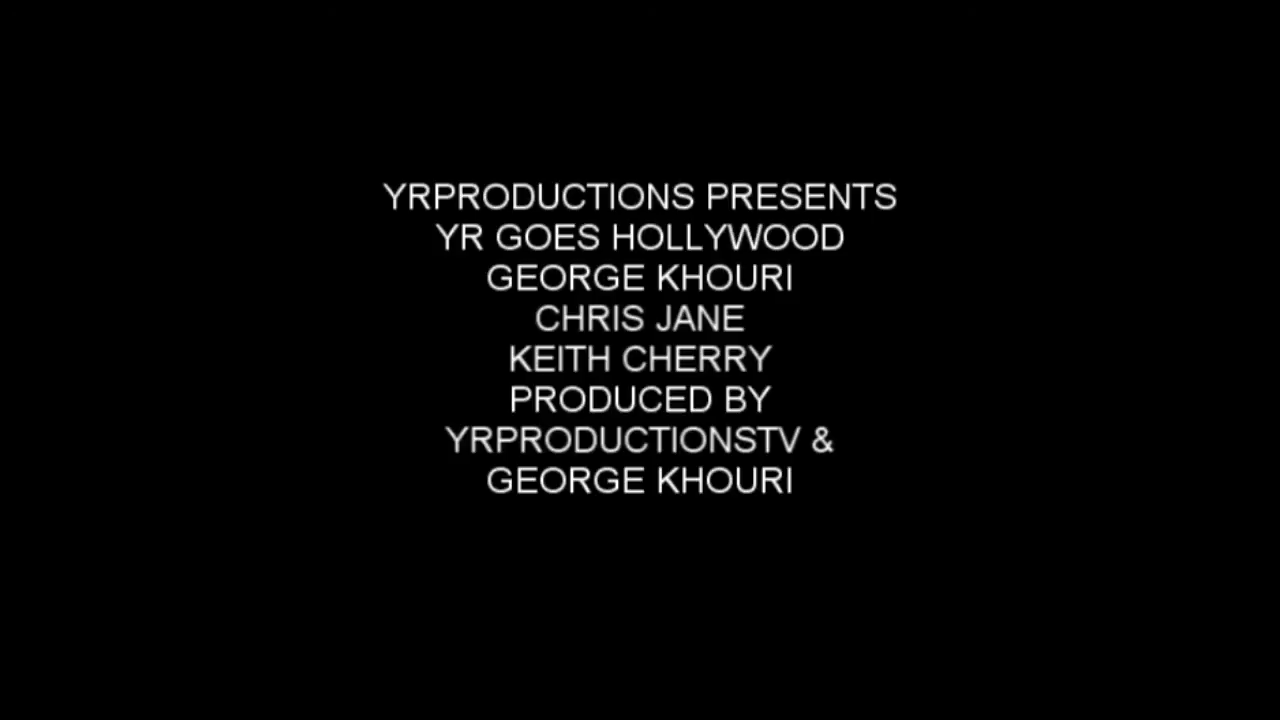 YRPRODUCTIONS PRESENTS
YR GOES HOLLYWOOD
GEORGE KHOURI
CHRIS JANE
KEITH CHERRY
PRODUCED BY
YRPRODUCTIONSTV &
GEORGE KHOURI